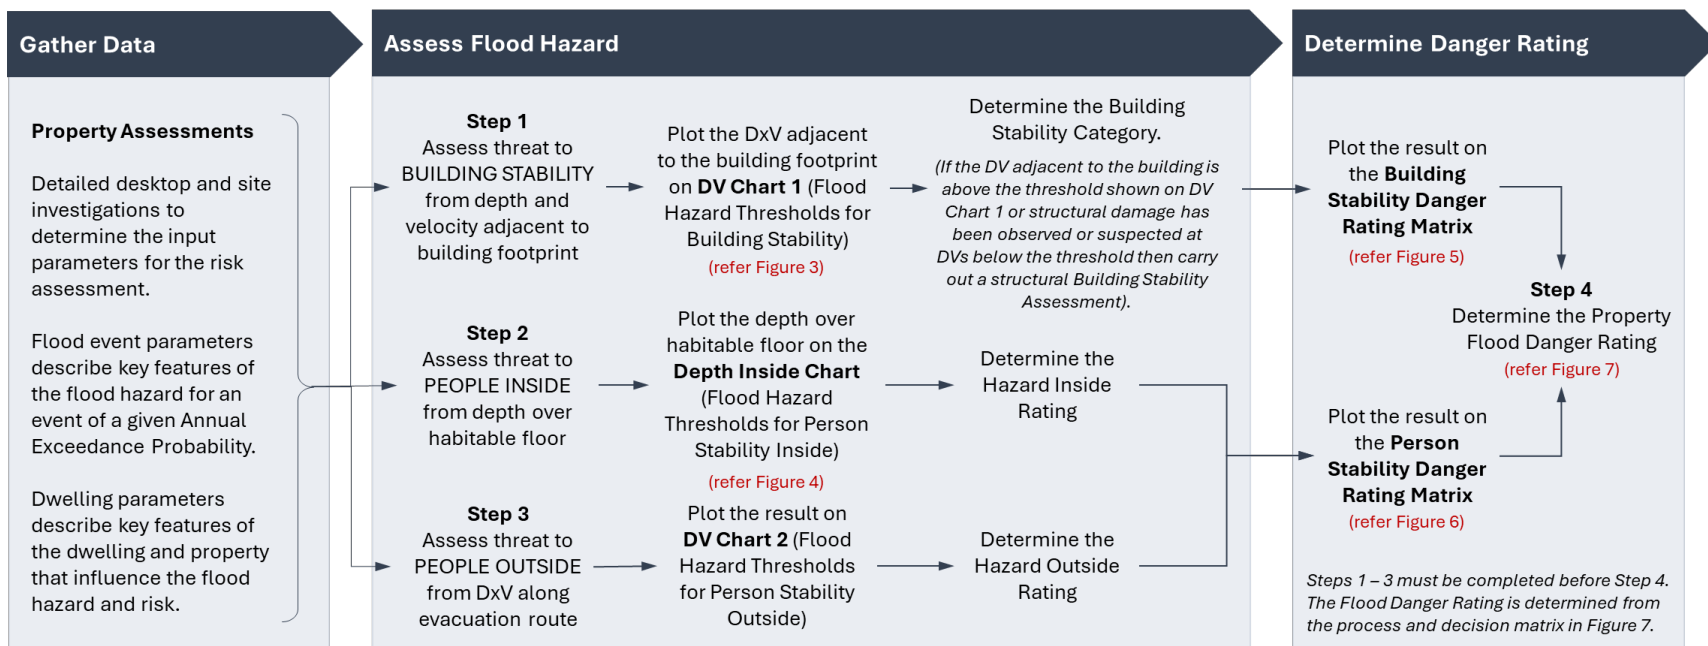 Gather Data
Property Assessments
Detailed desktop and site
investigations to
determine the input
parameters for the risk
assessment.
Flood event parameters
describe key features of
the flood hazard for an
event of a given Annual
Exceedance Probability.
Dwelling parameters
describe key features of
the dwelling and property
that influence the flood
hazard and risk.
Assess Flood Hazard
Step 1
Assess threat to
BUILDING STABILITY
from depth and
velocity adjacent to
building footprint
Plot the DxV adjacent
to the building footprint
on DV Chart 1 (Flood
Hazard Thresholds for
Building Stability)
(refer Figure 3)
Determine the Building
Stability Category.
(If the DV adjacent to the building is
above the threshold shown on DV
Chart 1 or structural damage has
been observed or suspected at
DVs below the threshold then carry
out a structural Building Stability
Assessment).
Step 2
Assess threat to
PEOPLE INSIDE
from depth over
habitable floor
Plot the depth over
habitable floor on the
Depth Inside Chart
(Flood Hazard
Thresholds for Person
Stability Inside)
(refer Figure 4)
Determine the
Hazard Inside
Rating
Step 3
Assess threat to
PEOPLE OUTSIDE
from DxV along
evacuation route
Plot the result on
DV Chart 2 (Flood
Hazard Thresholds
for Person Stability
Outside)
Determine the
Hazard Outside
Rating
Determine Danger Rating
Plot the result on
the Building
Stability Danger
Rating Matrix
(refer Figure 5)
Step 4
Determine the Property
Flood Danger Rating
(refer Figure 7)
Plot the result on
the Person
Stability Danger
Rating Matrix
(refer Figure 6)
Steps 1 – 3 must be completed before Step 4.
The Flood Danger Rating is determined from
the process and decision matrix in Figure 7.